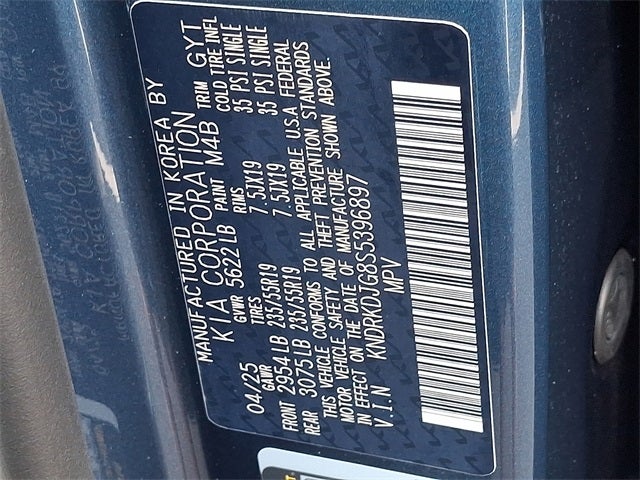 MANUFACTURED IN KOREA BY
KIA CORPORATION
04/25 GVWR 5622 LB PAINT M4B TRIM GYT
GAWR TIRES RIMS COLD TIRE INFL
FRONT 2954 LB 235/55R19 7.5JX19 35 PSI SINGLE
REAR 3075 LB 235/55R19 7.5JX19 35 PSI SINGLE
THIS VEHICLE CONFORMS TO ALL APPLICABLE U.S.A FEDERAL
MOTOR VEHICLE SAFETY AND THEFT PREVENTION STANDARDS
IN EFFECT ON THE DATE OF MANUFACTURE SHOWN ABOVE.
V.I.N KNDRKDJG8S5396897
MPV